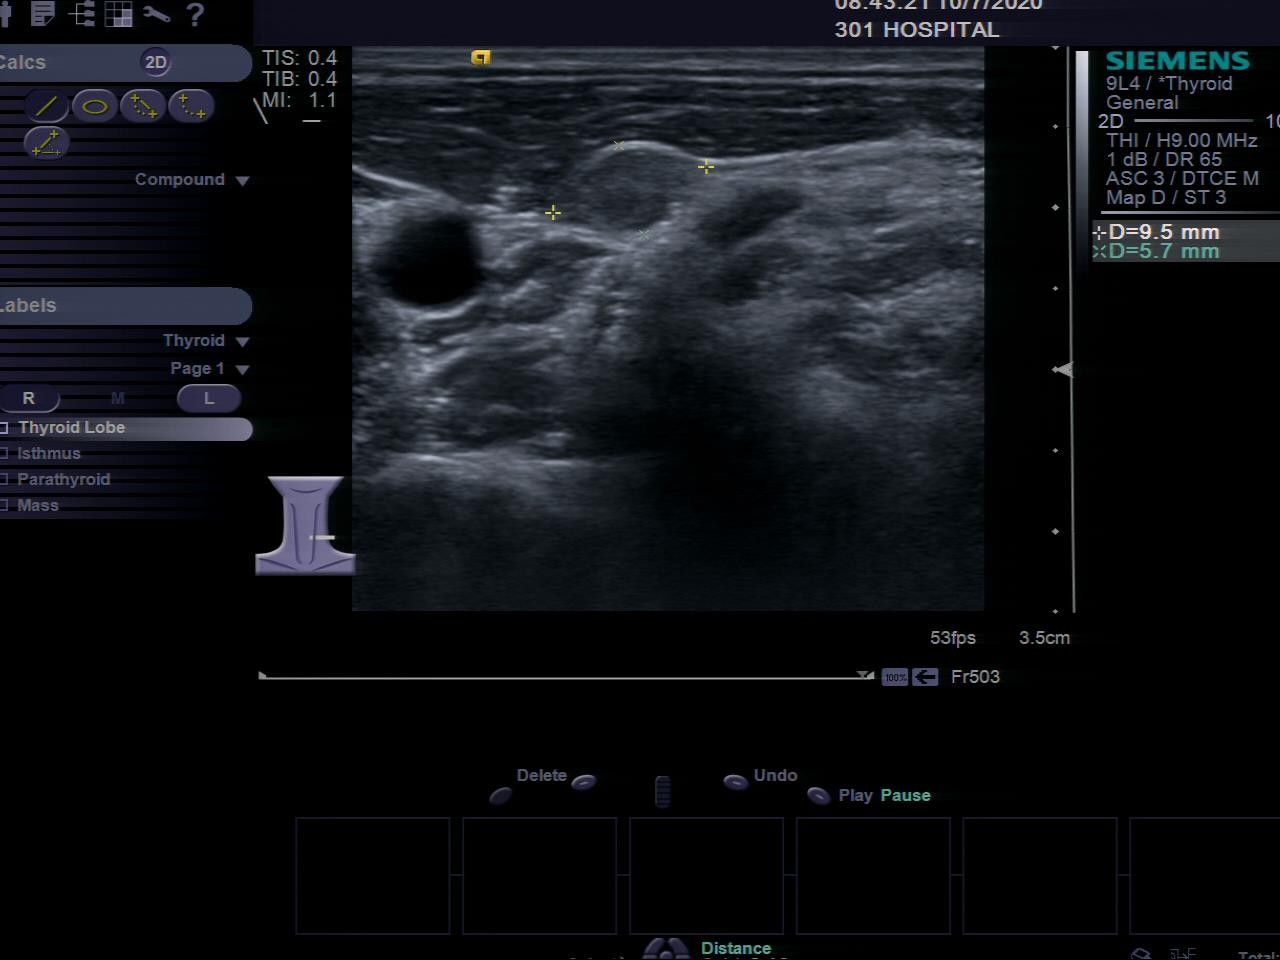 08:43:21 10/7/2020
301 HOSPITAL
Calcs 2D
Compound
Labels
Thyroid
Page 1
R M L
Thyroid Lobe
Isthmus
Parathyroid
Mass
TIS: 0.4
TIB: 0.4
MI: 1.1
SIEMENS
9L4 / *Thyroid
General
2D
THI / H9.00 MHz
1 dB / DR 65
ASC 3 / DTCE M
Map D / ST 3
D=9.5 mm
D=5.7 mm
53fps 3.5cm
100% Fr503
Delete Undo
Play Pause
Distance
Total: